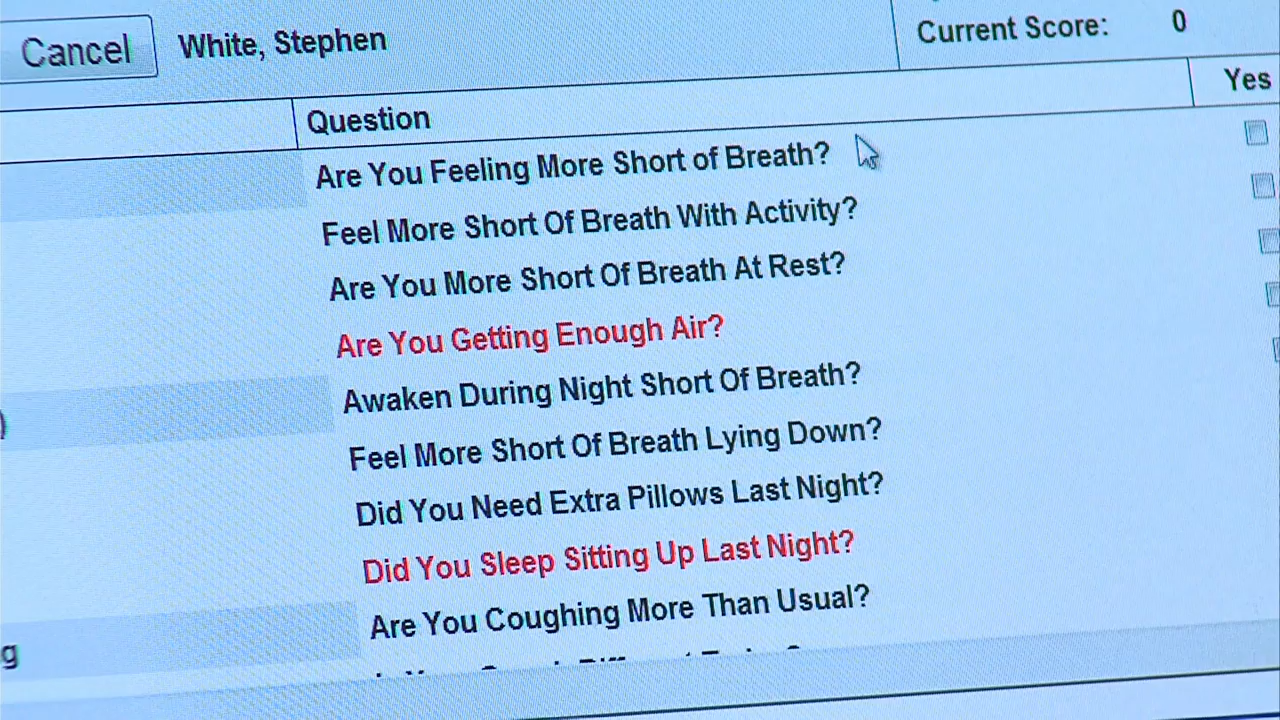 Cancel White, Stephen Current Score: 0
Question Yes
Are You Feeling More Short of Breath?
Feel More Short Of Breath With Activity?
Are You More Short Of Breath At Rest?
Are You Getting Enough Air?
Awaken During Night Short Of Breath?
)
Feel More Short Of Breath Lying Down?
Did You Need Extra Pillows Last Night?
Did You Sleep Sitting Up Last Night?
Are You Coughing More Than Usual?
g